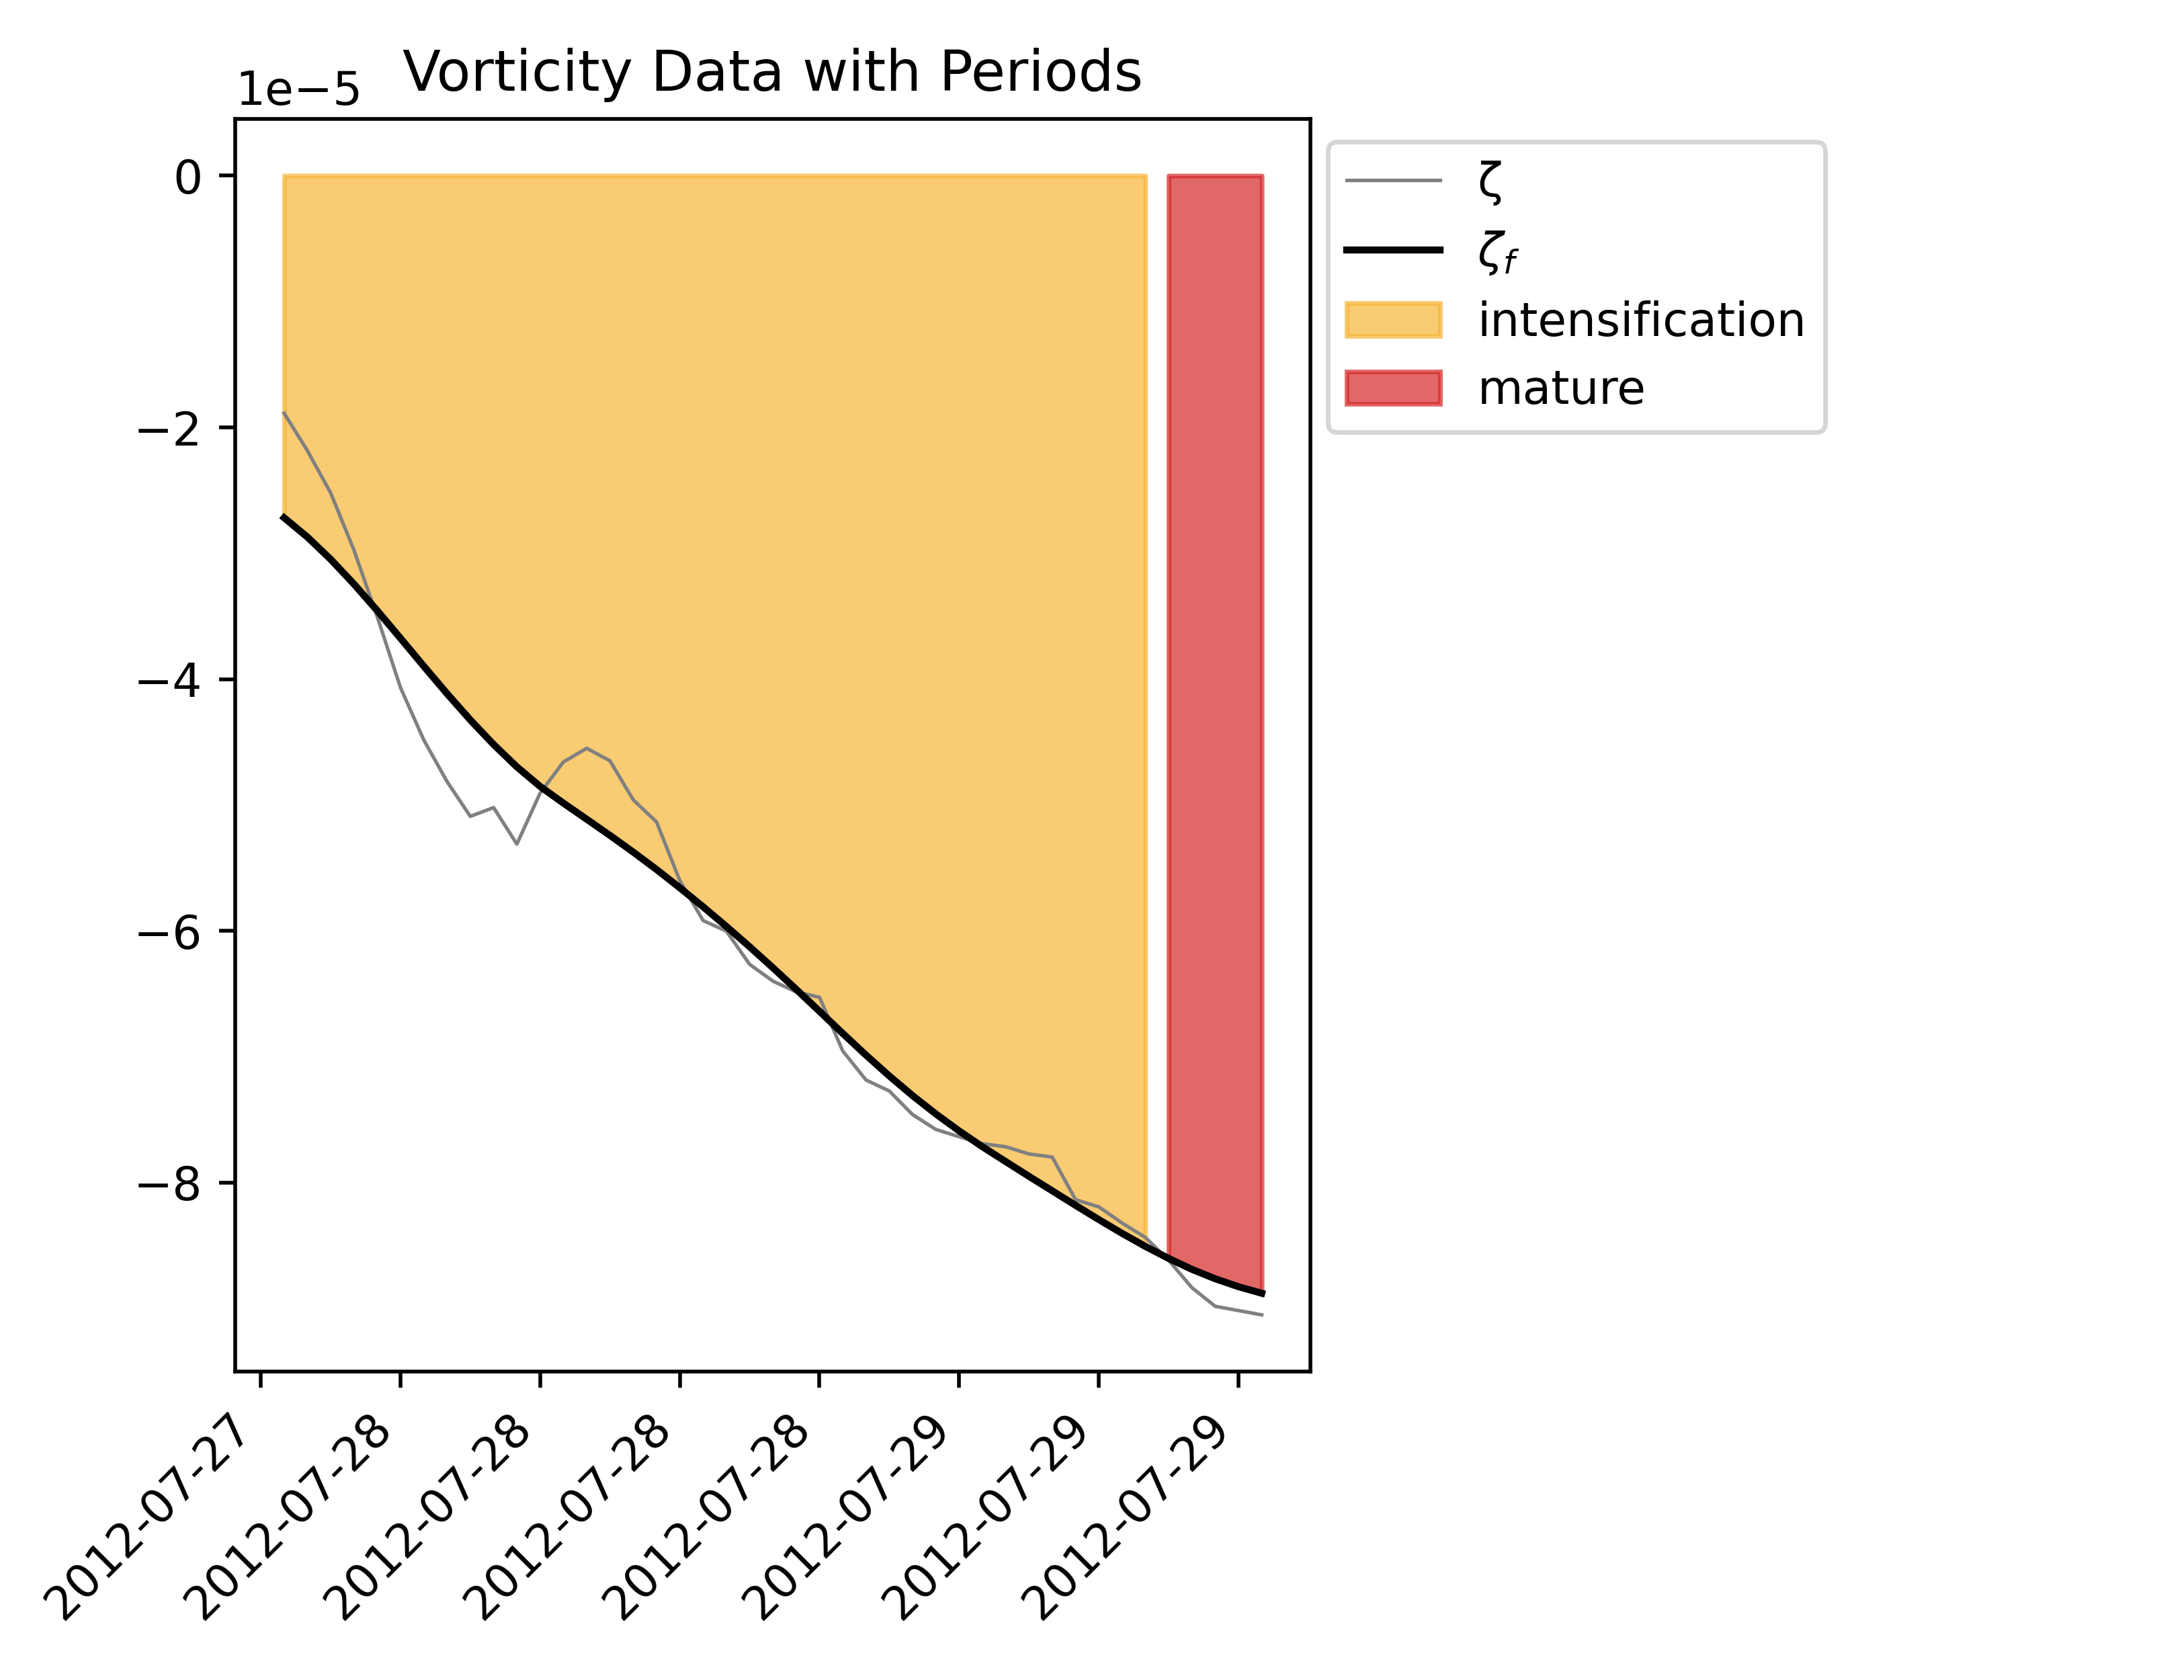 Vorticity Data with Periods
1e−5
0
−2
−4
−6
−8
2012-07-27
2012-07-28
2012-07-28
2012-07-28
2012-07-28
2012-07-29
2012-07-29
2012-07-29
ζ
ζf
intensification
mature